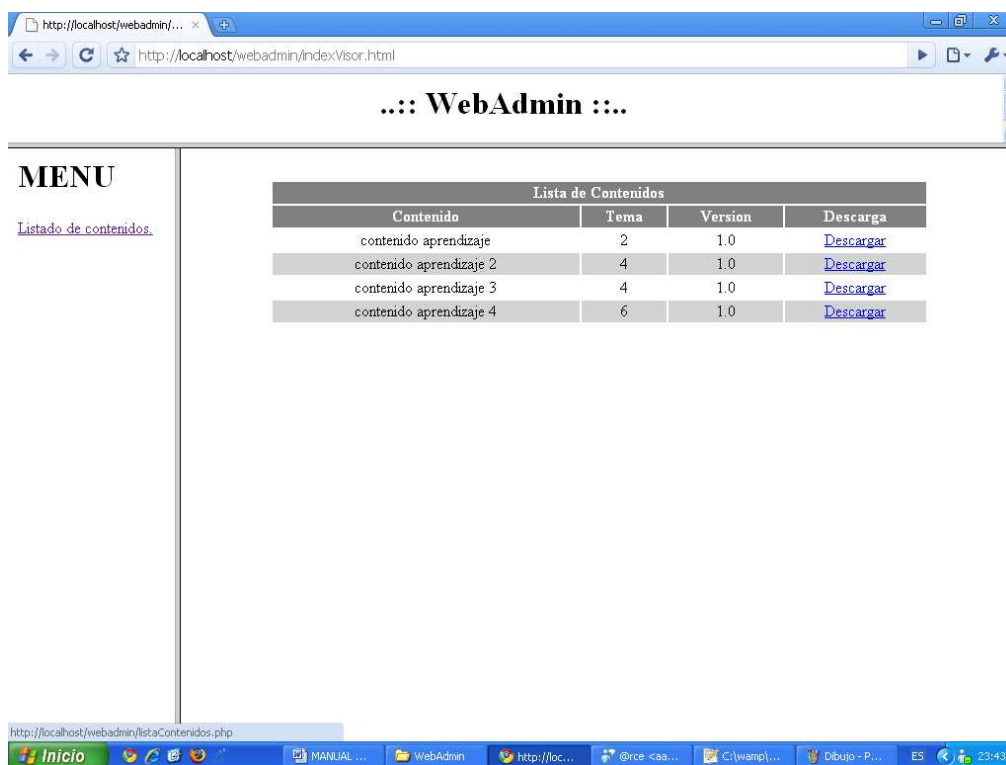 http://localhost/webadmin/...
http://localhost/webadmin/indexVisor.html
..:: WebAdmin ::..
MENU
Listado de contenidos.
Lista de Contenidos
Contenido Tema Version Descarga
contenido aprendizaje 2 1.0 Descargar
contenido aprendizaje 2 4 1.0 Descargar
contenido aprendizaje 3 4 1.0 Descargar
contenido aprendizaje 4 6 1.0 Descargar
http://localhost/webadmin/listaContenidos.php
Inicio MANUAL ... WebAdmin http://loc... @rce <aa... C:\wamp\... Dibujo - P... ES 23:43